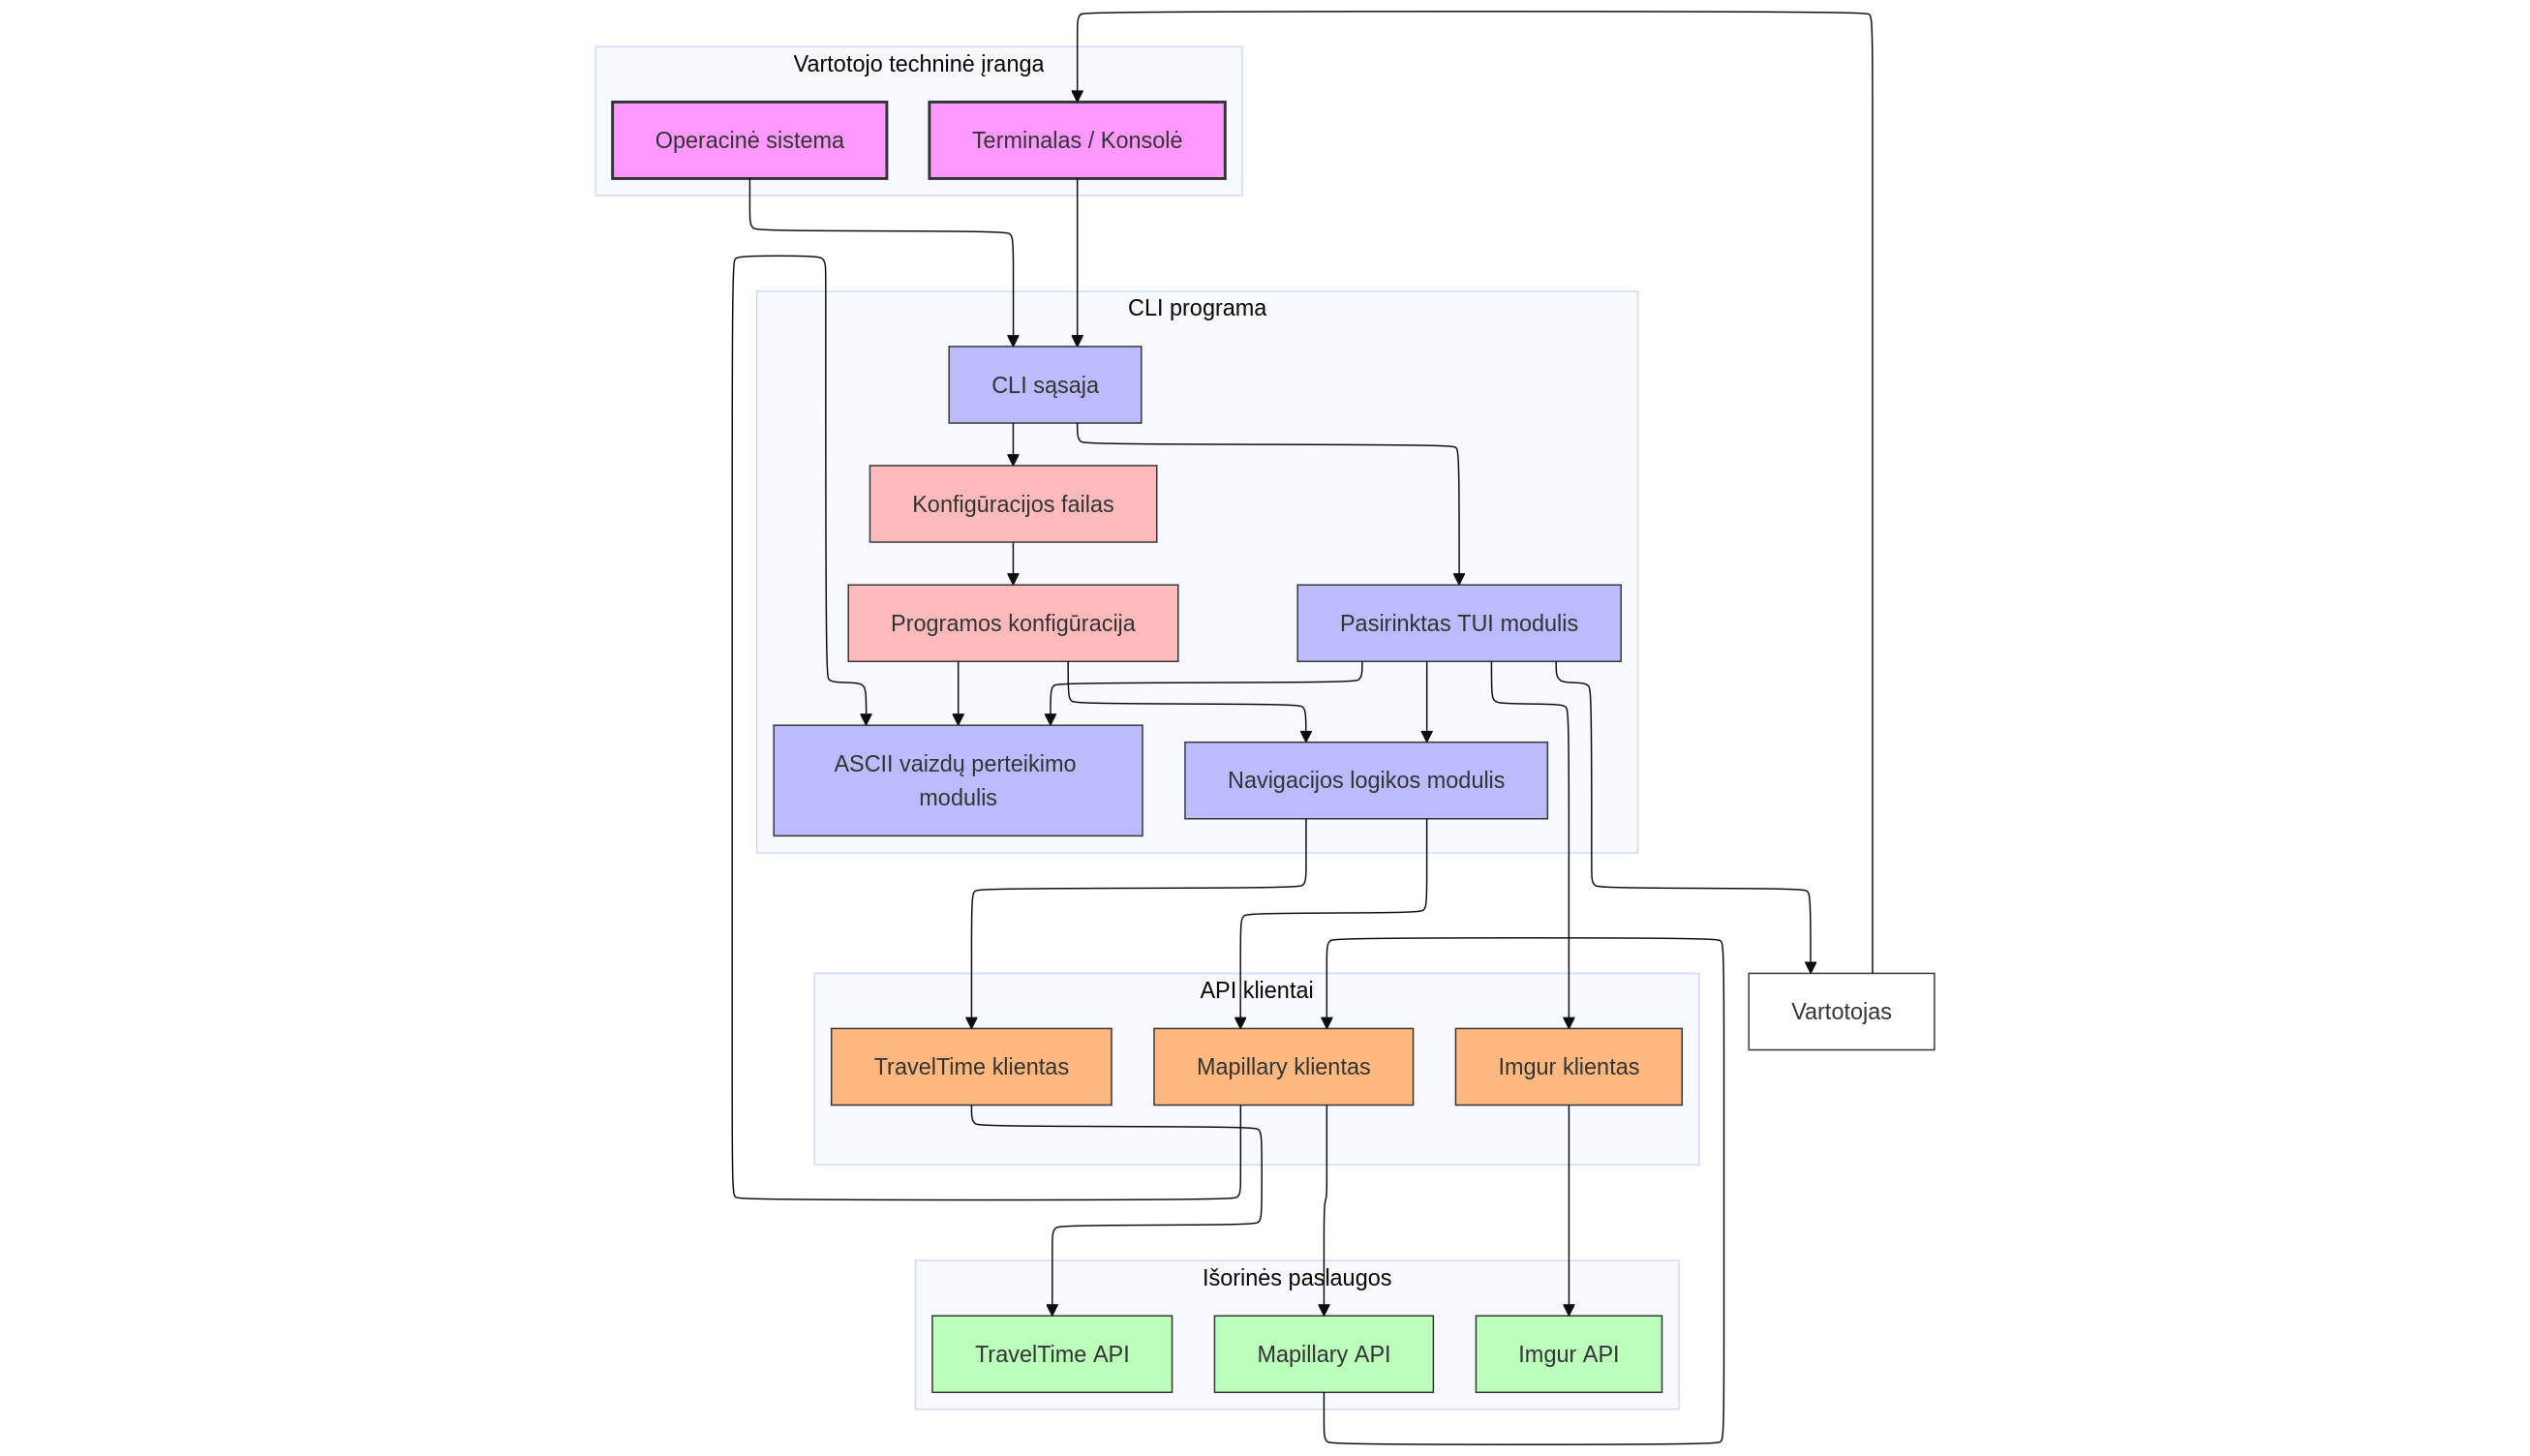 Vartotojo techninė įranga
Operacinė sistema
Terminalas / Konsolė
CLI programa
CLI sąsaja
Konfigūracijos failas
Programos konfigūracija
Pasirinktas TUI modulis
ASCII vaizdų perteikimo
modulis
Navigacijos logikos modulis
API klientai
TravelTime klientas
Mapillary klientas
Imgur klientas
Vartotojas
Išorinės paslaugos
TravelTime API
Mapillary API
Imgur API